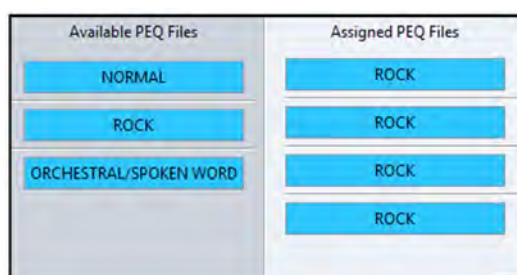 Available PEQ Files
NORMAL
ROCK
ORCHESTRAL/SPOKEN WORD
Assigned PEQ Files
ROCK
ROCK
ROCK
ROCK